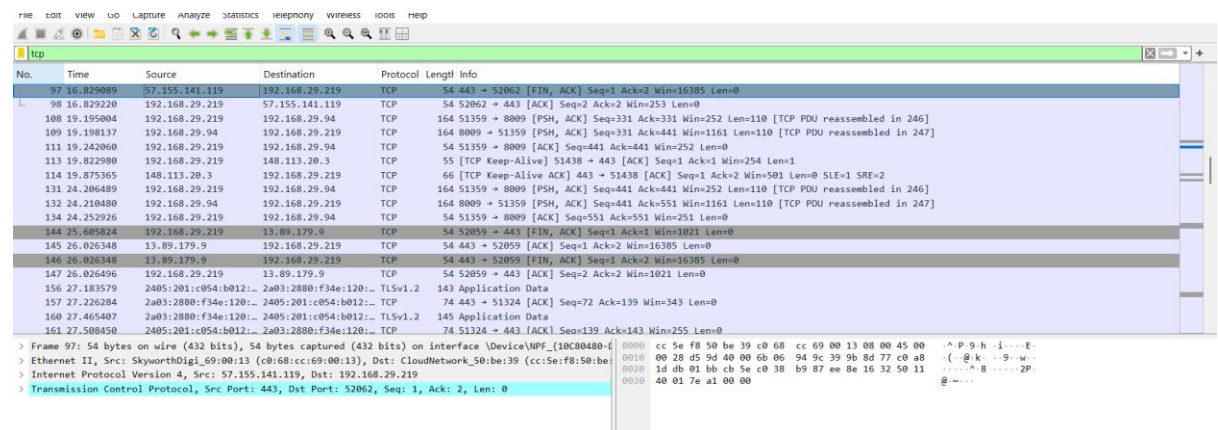 File Edit View Go Capture Analyze Statistics Telephony Wireless Tools Help
tcp
No. Time Source Destination Protocol Length Info
97 16.829089 57.155.141.119 192.168.29.219 TCP 54 443 → 52062 [FIN, ACK] Seq=1 Ack=2 Win=16385 Len=0
98 16.829220 192.168.29.219 57.155.141.119 TCP 54 52062 → 443 [ACK] Seq=2 Ack=2 Win=253 Len=0
108 19.195004 192.168.29.219 192.168.29.94 TCP 164 51359 → 8009 [PSH, ACK] Seq=331 Ack=331 Win=252 Len=110 [TCP PDU reassembled in 246]
109 19.198137 192.168.29.94 192.168.29.219 TCP 164 8009 → 51359 [PSH, ACK] Seq=331 Ack=441 Win=1161 Len=110 [TCP PDU reassembled in 247]
111 19.242060 192.168.29.219 192.168.29.94 TCP 54 51359 → 8009 [ACK] Seq=441 Ack=441 Win=252 Len=0
113 19.822980 192.168.29.219 148.113.20.3 TCP 55 [TCP Keep-Alive] 51438 → 443 [ACK] Seq=1 Ack=1 Win=254 Len=1
114 19.875365 148.113.20.3 192.168.29.219 TCP 66 [TCP Keep-Alive ACK] 443 → 51438 [ACK] Seq=1 Ack=2 Win=501 Len=0 SLE=1 SRE=2
131 24.206489 192.168.29.219 192.168.29.94 TCP 164 51359 → 8009 [PSH, ACK] Seq=441 Ack=441 Win=252 Len=110 [TCP PDU reassembled in 246]
132 24.210480 192.168.29.94 192.168.29.219 TCP 164 8009 → 51359 [PSH, ACK] Seq=441 Ack=551 Win=1161 Len=110 [TCP PDU reassembled in 247]
134 24.252926 192.168.29.219 192.168.29.94 TCP 54 51359 → 8009 [ACK] Seq=551 Ack=551 Win=251 Len=0
144 25.605824 192.168.29.219 13.89.179.9 TCP 54 52059 → 443 [FIN, ACK] Seq=1 Ack=1 Win=1021 Len=0
145 26.026348 13.89.179.9 192.168.29.219 TCP 54 443 → 52059 [ACK] Seq=1 Ack=2 Win=16385 Len=0
146 26.026348 13.89.179.9 192.168.29.219 TCP 54 443 → 52059 [FIN, ACK] Seq=1 Ack=2 Win=16385 Len=0
147 26.026496 192.168.29.219 13.89.179.9 TCP 54 52059 → 443 [ACK] Seq=2 Ack=2 Win=1021 Len=0
156 27.183579 2405:201:c054:b012:… 2a03:2880:f34e:120:… TLSv1.2 143 Application Data
157 27.226284 2a03:2880:f34e:120:… 2405:201:c054:b012:… TCP 74 443 → 51324 [ACK] Seq=72 Ack=139 Win=343 Len=0
160 27.465407 2a03:2880:f34e:120:… 2405:201:c054:b012:… TLSv1.2 145 Application Data
161 27.508450 2405:201:c054:b012:… 2a03:2880:f34e:120:… TCP 74 51324 → 443 [ACK] Seq=139 Ack=143 Win=255 Len=0
> Frame 97: 54 bytes on wire (432 bits), 54 bytes captured (432 bits) on interface \Device\NPF_{10C80480-
> Ethernet II, Src: SkyworthDigi_69:00:13 (c0:68:cc:69:00:13), Dst: CloudNetwork_50:be:39 (cc:5e:f8:50:be:
> Internet Protocol Version 4, Src: 57.155.141.119, Dst: 192.168.29.219
> Transmission Control Protocol, Src Port: 443, Dst Port: 52062, Seq: 1, Ack: 2, Len: 0
0000 cc 5e f8 50 be 39 c0 68 cc 69 00 13 08 00 45 00 ·^·P·9·h ·i····E·
0010 00 28 d5 9d 40 00 6b 06 94 9c 39 9b 8d 77 c0 a8 ·(··@·k· ··9··w··
0020 1d db 01 bb cb 5e c0 38 b9 87 ee 8e 16 32 50 11 ·····^·8 ·····2P·
0030 40 01 7e a1 00 00 @·~···